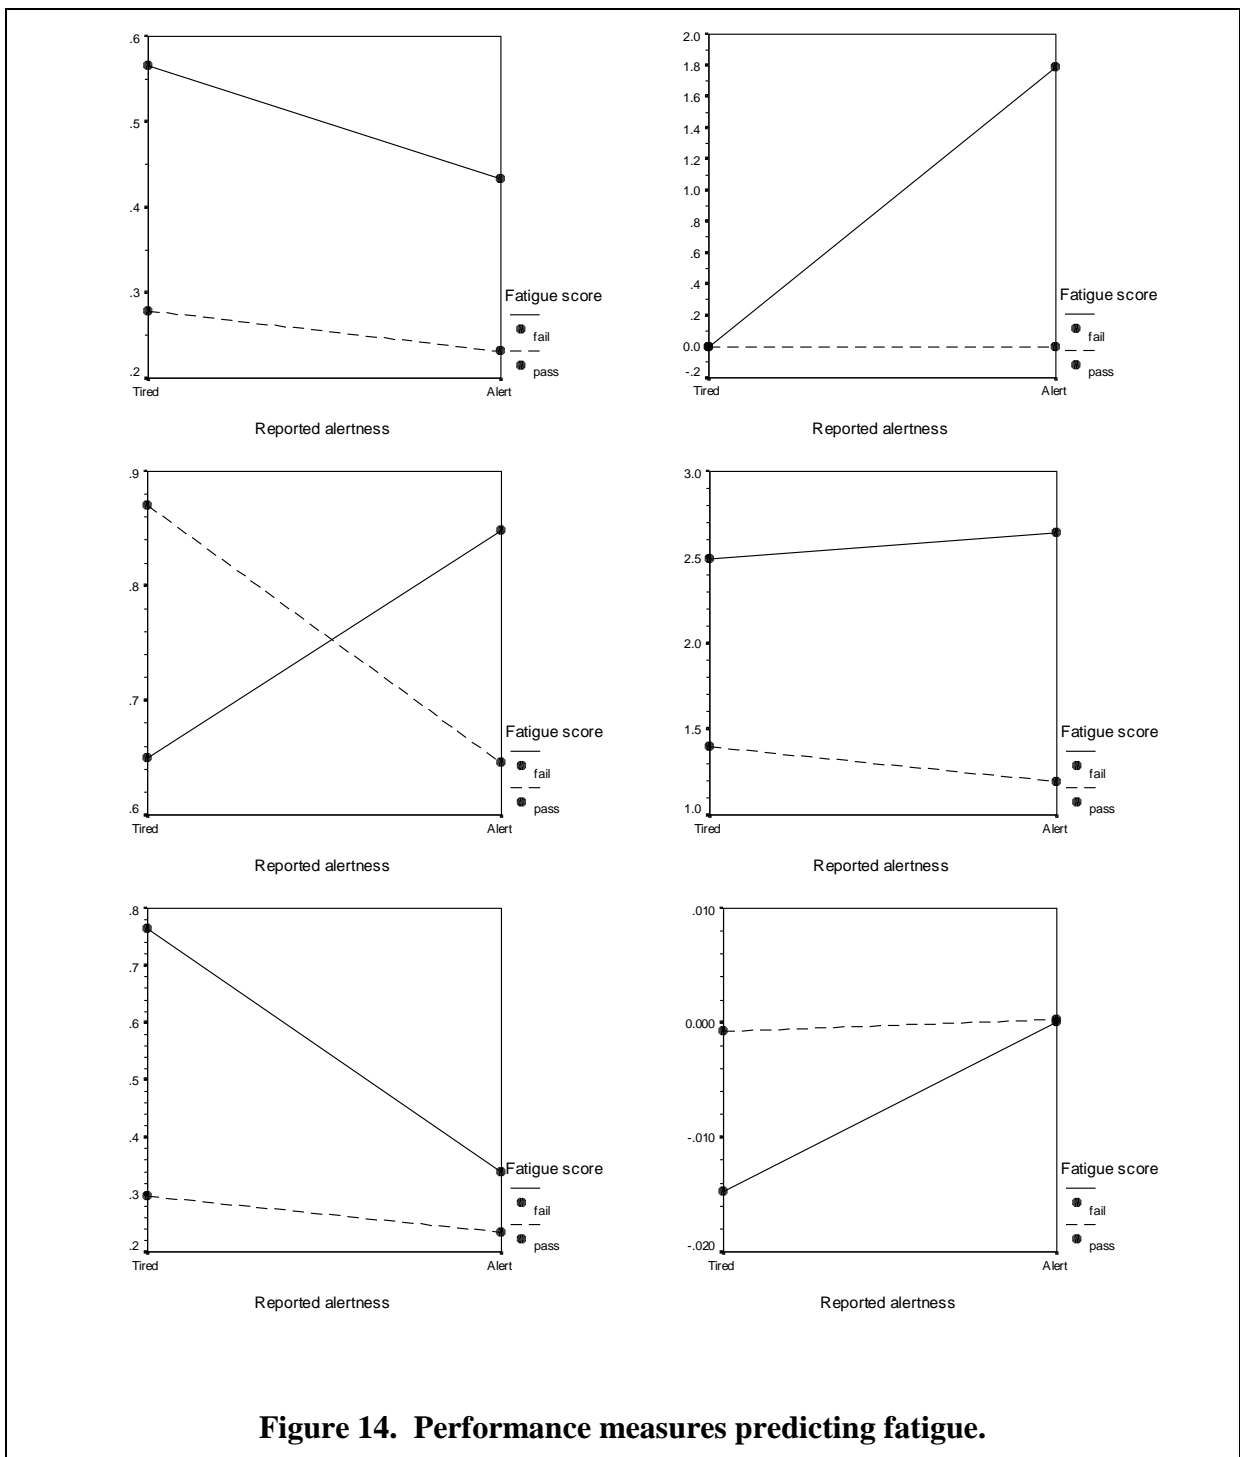 .6
.5
.4
.3
.2
Tired
Alert
Reported alertness
Fatigue score
fail
pass
2.0
1.8
1.6
1.4
1.2
1.0
.8
.6
.4
.2
0.0
-.2
Tired
Alert
Reported alertness
Fatigue score
fail
pass
.9
.8
.7
.6
Tired
Alert
Reported alertness
Fatigue score
fail
pass
3.0
2.5
2.0
1.5
1.0
Tired
Alert
Reported alertness
Fatigue score
fail
pass
.8
.7
.6
.5
.4
.3
.2
Tired
Alert
Reported alertness
Fatigue score
fail
pass
.010
0.000
-.010
-.020
Tired
Alert
Reported alertness
Fatigue score
fail
pass
Figure 14. Performance measures predicting fatigue.